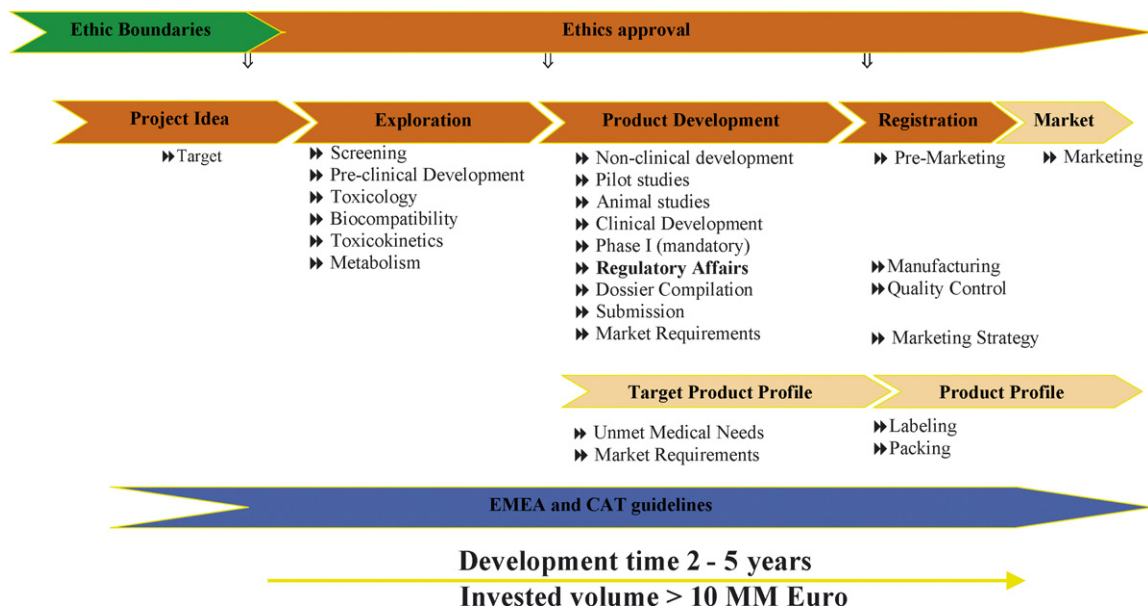 Ethic Boundaries
Ethics approval
Project Idea
Exploration
Product Development
Registration
Market
Target
Screening
Pre-clinical Development
Toxicology
Biocompatibility
Toxicokinetics
Metabolism
Non-clinical development
Pilot studies
Animal studies
Clinical Development
Phase I (mandatory)
Regulatory Affairs
Dossier Compilation
Submission
Market Requirements
Pre-Marketing
Manufacturing
Quality Control
Marketing Strategy
Marketing
Target Product Profile
Product Profile
Unmet Medical Needs
Market Requirements
Labeling
Packing
EMEA and CAT guidelines
Development time 2 - 5 years
Invested volume > 10 MM Euro